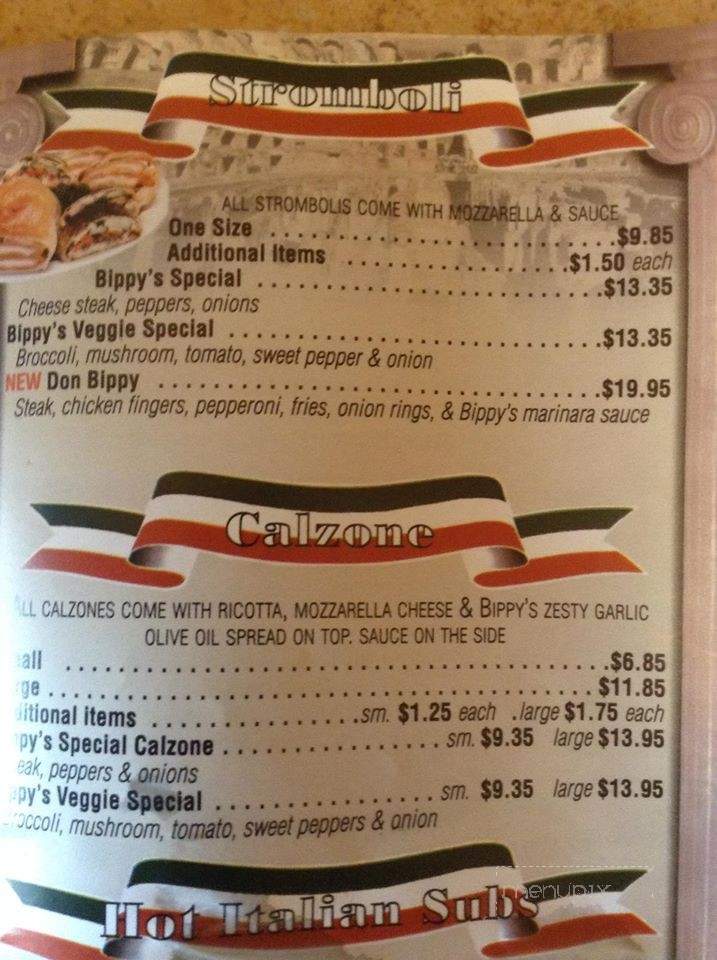 Stromboli
ALL STROMBOLIS COME WITH MOZZARELLA & SAUCE
One Size ........................ $9.85
Additional Items ................ $1.50 each
Bippy's Special ........................ $13.35
Cheese steak, peppers, onions
Bippy's Veggie Special ........................ $13.35
Broccoli, mushroom, tomato, sweet pepper & onion
NEW Don Bippy ........................ $19.95
Steak, chicken fingers, pepperoni, fries, onion rings, & Bippy's marinara sauce
Calzone
ALL CALZONES COME WITH RICOTTA, MOZZARELLA CHEESE & BIPPY'S ZESTY GARLIC
OLIVE OIL SPREAD ON TOP. SAUCE ON THE SIDE
all ........................ $6.85
ge ........................ $11.85
ditional items ................ sm. $1.25 each .large $1.75 each
py's Special Calzone ................ sm. $9.35 large $13.95
eak, peppers & onions
py's Veggie Special ................ sm. $9.35 large $13.95
roccoli, mushroom, tomato, sweet peppers & onion
menupix
Hot Italian Subs